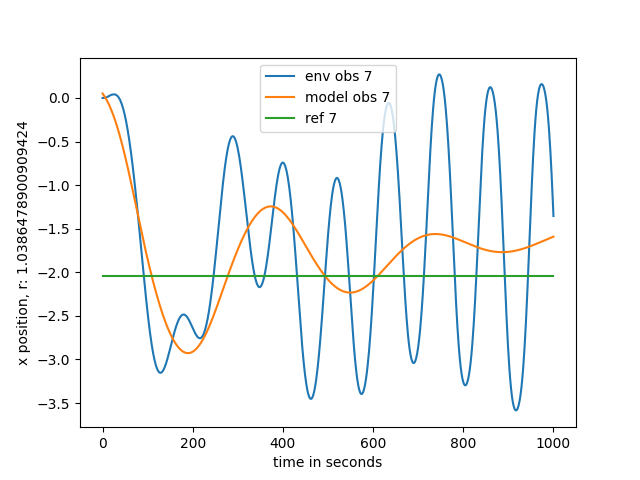 env obs 7
model obs 7
ref 7
0.0
−0.5
−1.0
−1.5
−2.0
−2.5
−3.0
−3.5
x position, r: 1.0386478900909424
0
200
400
600
800
1000
time in seconds